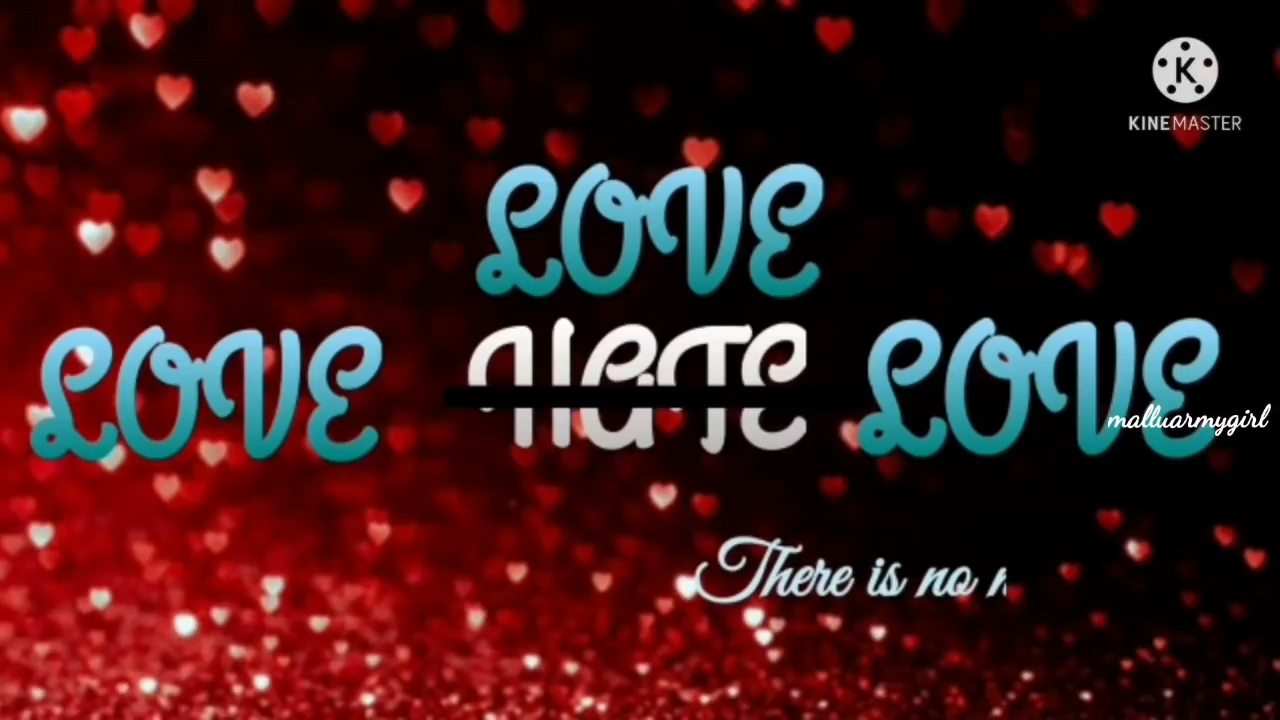 KINEMASTER
LOVE
LOVE HATE LOVE
malluarmygirl
There is no